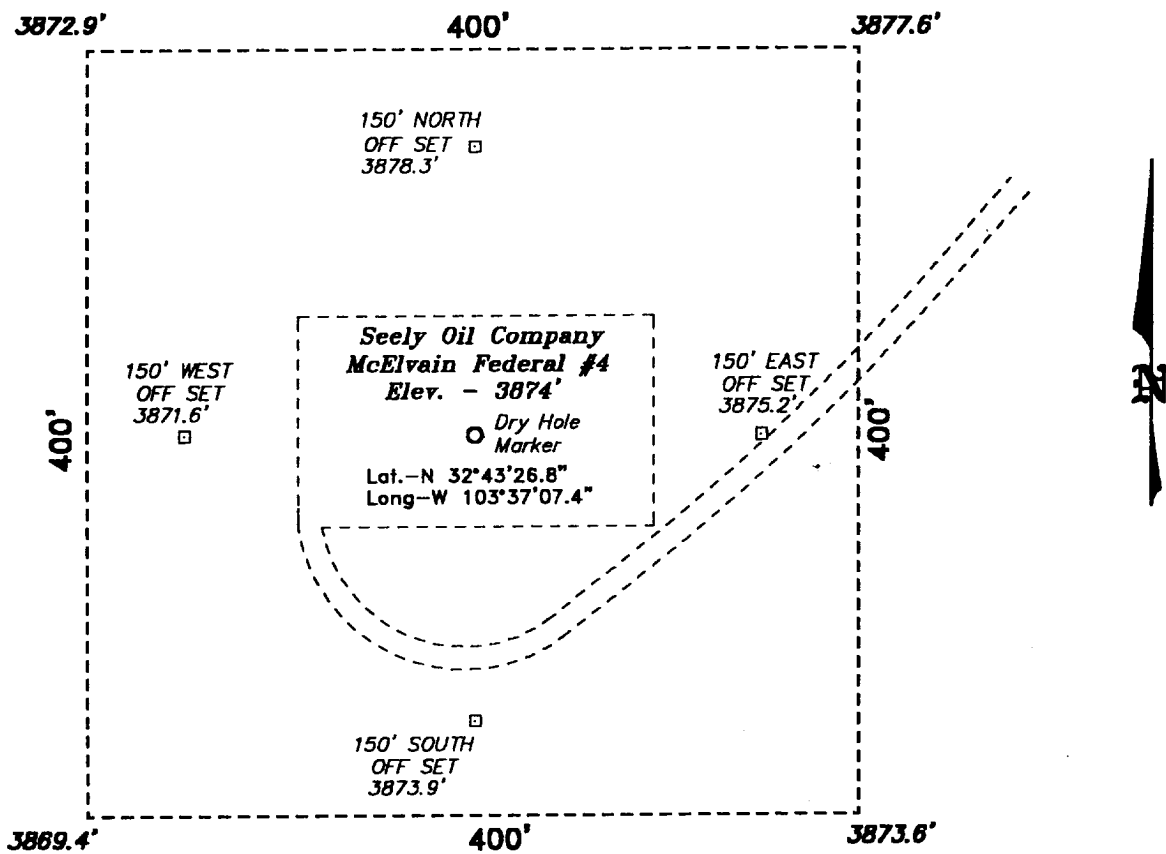 3872.9'
400'
3877.6'
150' NORTH
OFF SET
3878.3'
Seely Oil Company
McElvain Federal #4
Elev. - 3874'
Dry Hole
Marker
Lat.-N 32°43'26.8"
Long-W 103°37'07.4"
150' WEST
OFF SET
3871.6'
150' EAST
OFF SET
3875.2'
400'
400'
N
150' SOUTH
OFF SET
3873.9'
3869.4'
400'
3873.6'